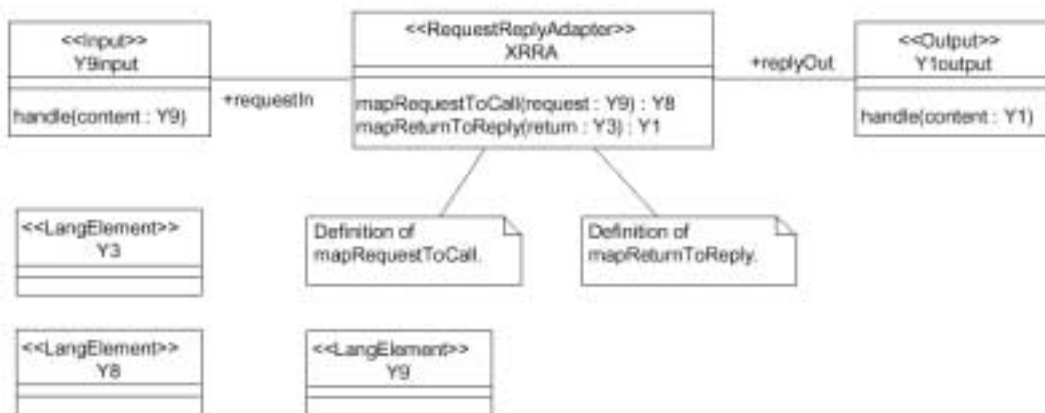 <<Input>>
Y9input
handle(content : Y9)
+requestIn
<<RequestReplyAdapter>>
XRRA
mapRequestToCall(request : Y9) : Y8
mapReturnToReply(return : Y3) : Y1
+replyOut
<<Output>>
Y1output
handle(content : Y1)
<<LangElement>>
Y3
Definition of
mapRequestToCall.
Definition of
mapReturnToReply.
<<LangElement>>
Y8
<<LangElement>>
Y9